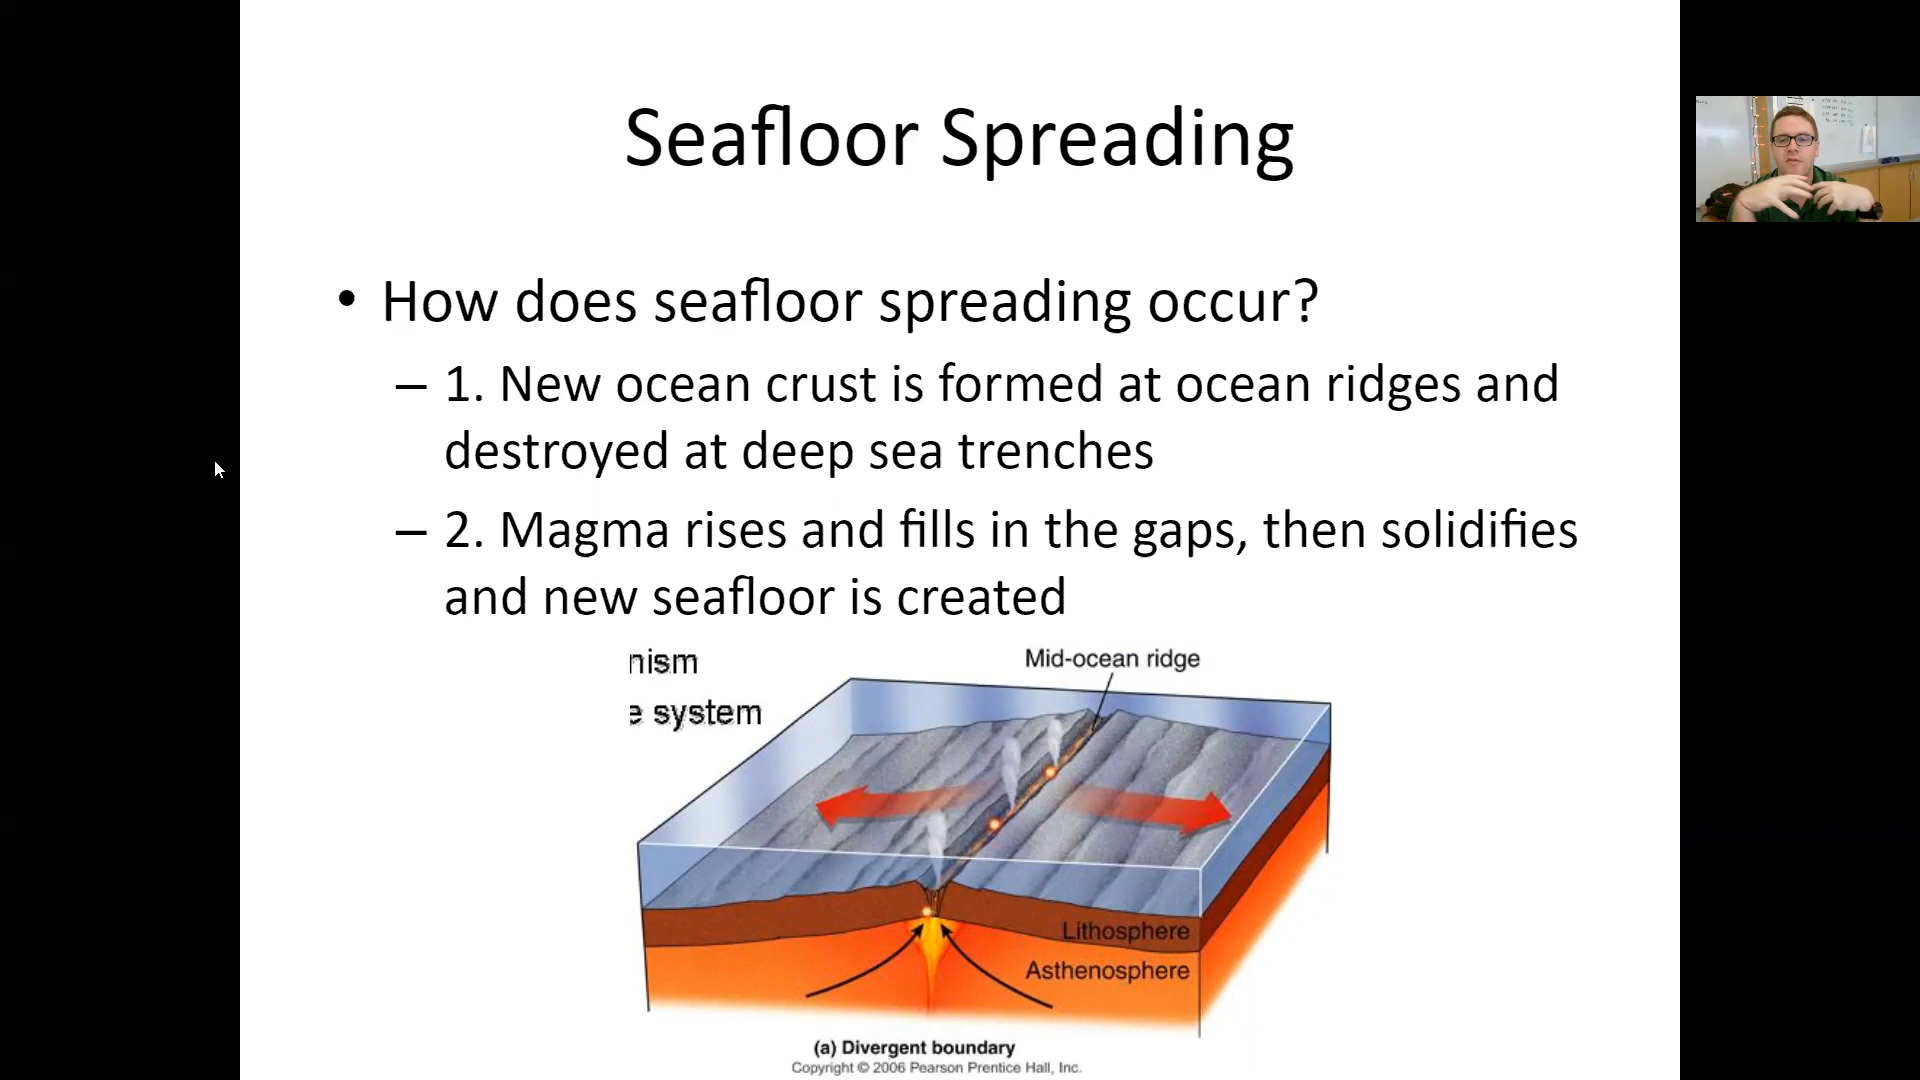 Seafloor Spreading
• How does seafloor spreading occur?
– 1. New ocean crust is formed at ocean ridges and
destroyed at deep sea trenches
– 2. Magma rises and fills in the gaps, then solidifies
and new seafloor is created
nism
e system
Mid-ocean ridge
Lithosphere
Asthenosphere
(a) Divergent boundary
Copyright © 2006 Pearson Prentice Hall, Inc.